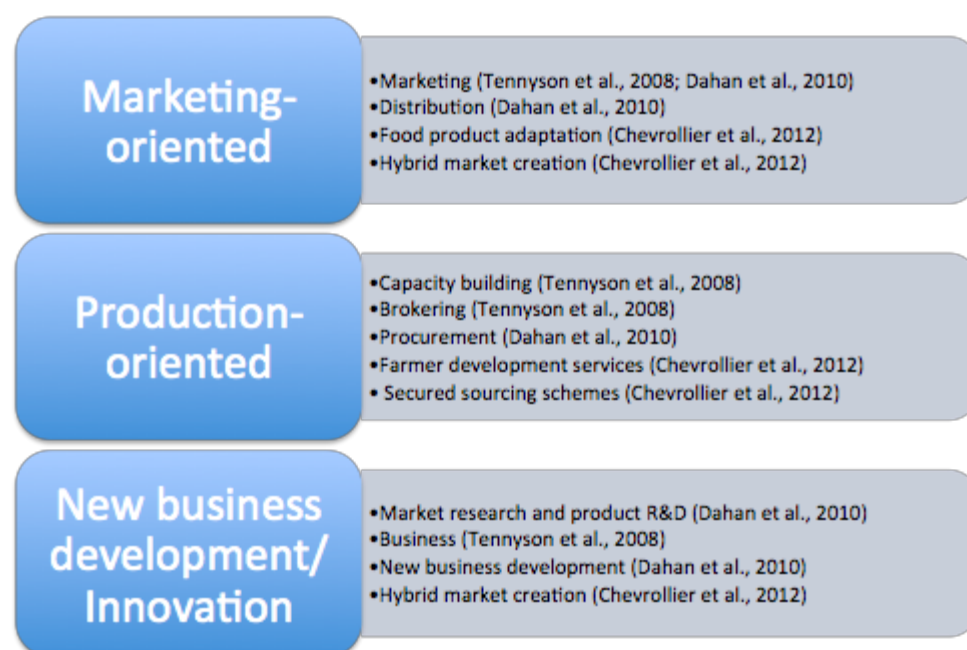 Marketing-
oriented
•Marketing (Tennyson et al., 2008; Dahan et al., 2010)
•Distribution (Dahan et al., 2010)
•Food product adaptation (Chevrollier et al., 2012)
•Hybrid market creation (Chevrollier et al., 2012)
Production-
oriented
•Capacity building (Tennyson et al., 2008)
•Brokering (Tennyson et al., 2008)
•Procurement (Dahan et al., 2010)
•Farmer development services (Chevrollier et al., 2012)
• Secured sourcing schemes (Chevrollier et al., 2012)
New business
development/
Innovation
•Market research and product R&D (Dahan et al., 2010)
•Business (Tennyson et al., 2008)
•New business development (Dahan et al., 2010)
•Hybrid market creation (Chevrollier et al., 2012)